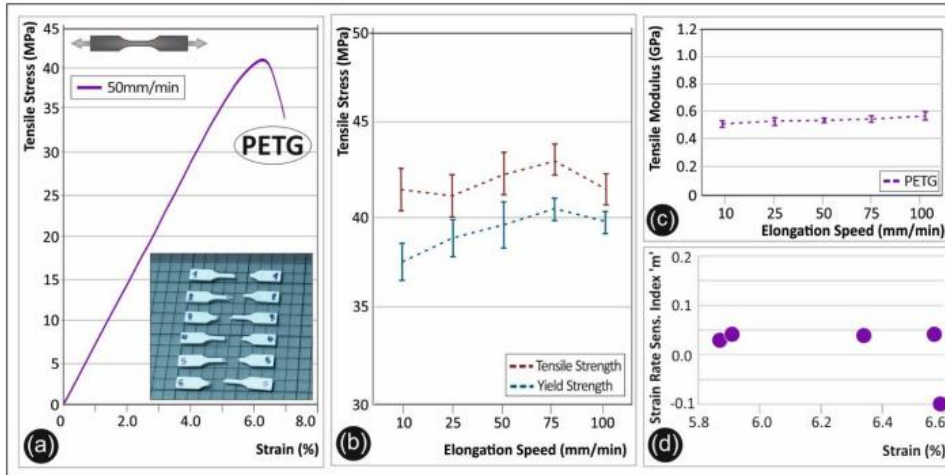 45
40
35
30
25
20
15
10
5
0
Tensile Stress (MPa)
50mm/min
PETG
0
2.0
4.0
6.0
8.0
Strain (%)
(a)
50
45
40
35
30
Tensile Stress (MPa)
Tensile Strength
Yield Strength
10 25 50 75 100
Elongation Speed (mm/min)
(b)
1.2
1.0
0.8
0.6
0.4
0.2
0
Tensile Modulus (GPa)
PETG
10 25 50 75 100
Elongation Speed (mm/min)
(c)
0.2
0.1
0.05
0.0
-0.1
Strain Rate Sens. Index 'm'
5.8 6.0 6.2 6.4 6.6
Strain (%)
(d)